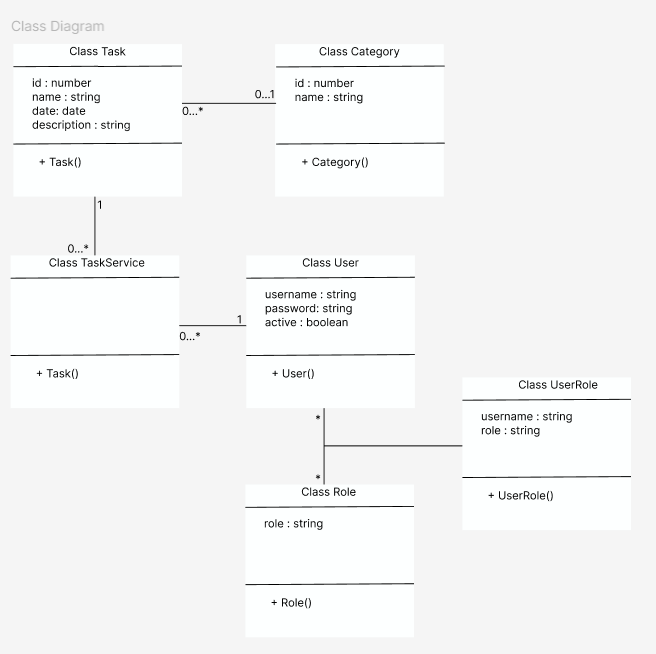 Class Diagram
Class Task
id : number
name : string
date: date
description : string
+ Task()
0...*
0...1
Class Category
id : number
name : string
+ Category()
1
0...*
Class TaskService
+ Task()
0...*
1
Class User
username : string
password: string
active : boolean
+ User()
*
*
Class UserRole
username : string
role : string
+ UserRole()
Class Role
role : string
+ Role()